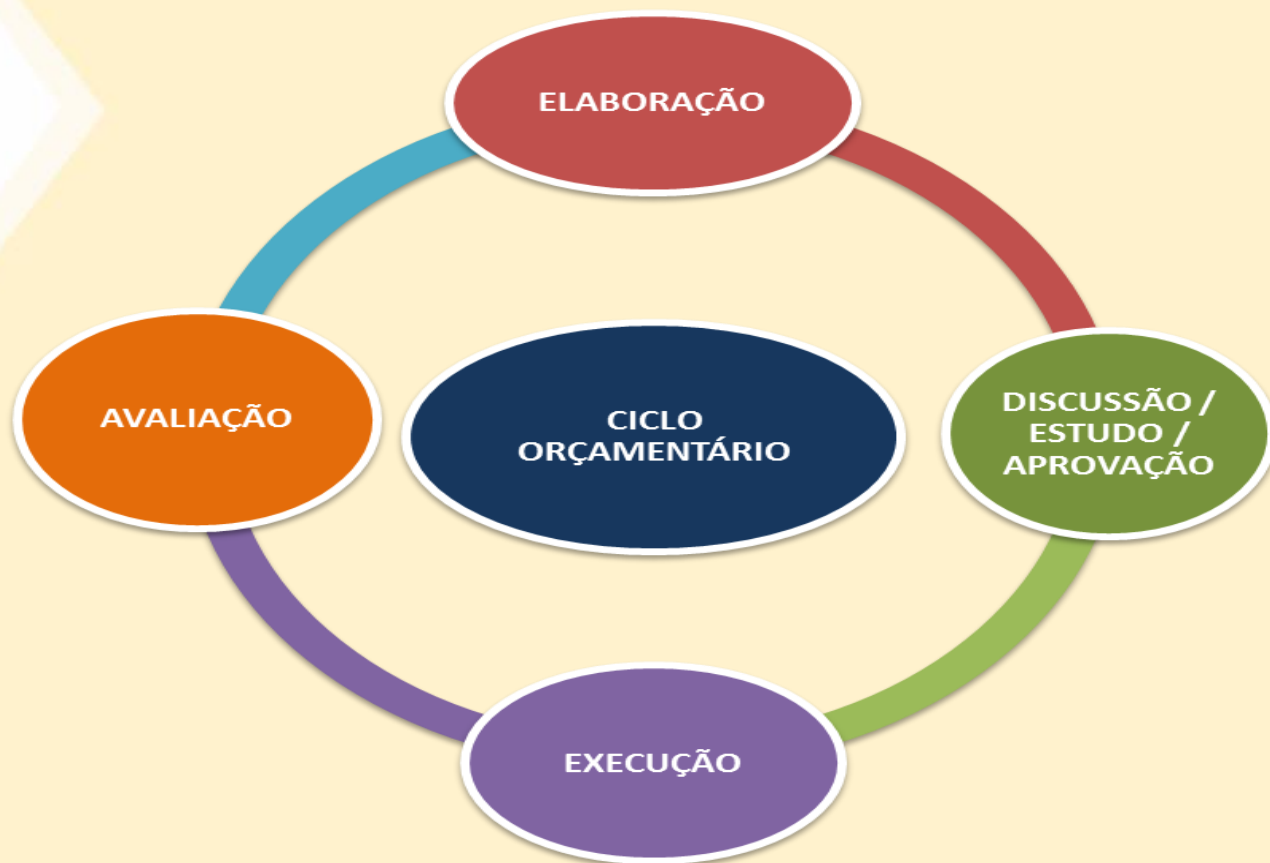 ELABORAÇÃO
AVALIAÇÃO
CICLO
ORÇAMENTÁRIO
DISCUSSÃO /
ESTUDO /
APROVAÇÃO
EXECUÇÃO